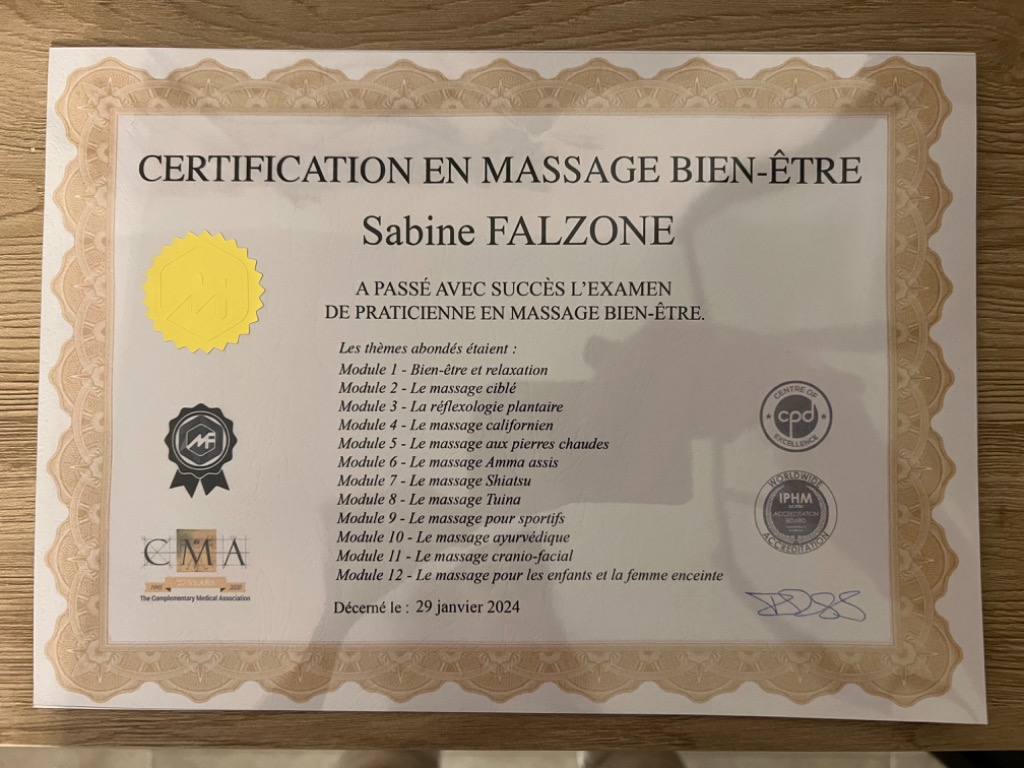 CERTIFICATION EN MASSAGE BIEN-ÊTRE
Sabine FALZONE
A PASSÉ AVEC SUCCÈS L'EXAMEN
DE PRATICIENNE EN MASSAGE BIEN-ÊTRE.
Les thèmes abondés étaient :
Module 1 - Bien-être et relaxation
Module 2 - Le massage ciblé
Module 3 - La réflexologie plantaire
Module 4 - Le massage californien
Module 5 - Le massage aux pierres chaudes
Module 6 - Le massage Amma assis
Module 7 - Le massage Shiatsu
Module 8 - Le massage Tuina
Module 9 - Le massage pour sportifs
Module 10 - Le massage ayurvédique
Module 11 - Le massage cranio-facial
Module 12 - Le massage pour les enfants et la femme enceinte
Décerné le : 29 janvier 2024
MF
CMA
27 YEARS
The Complementary Medical Association
CENTRE OF
cpd
EXCELLENCE
WORLDWIDE
IPHM
ACCREDITATION
BOARD
ACCREDITATION